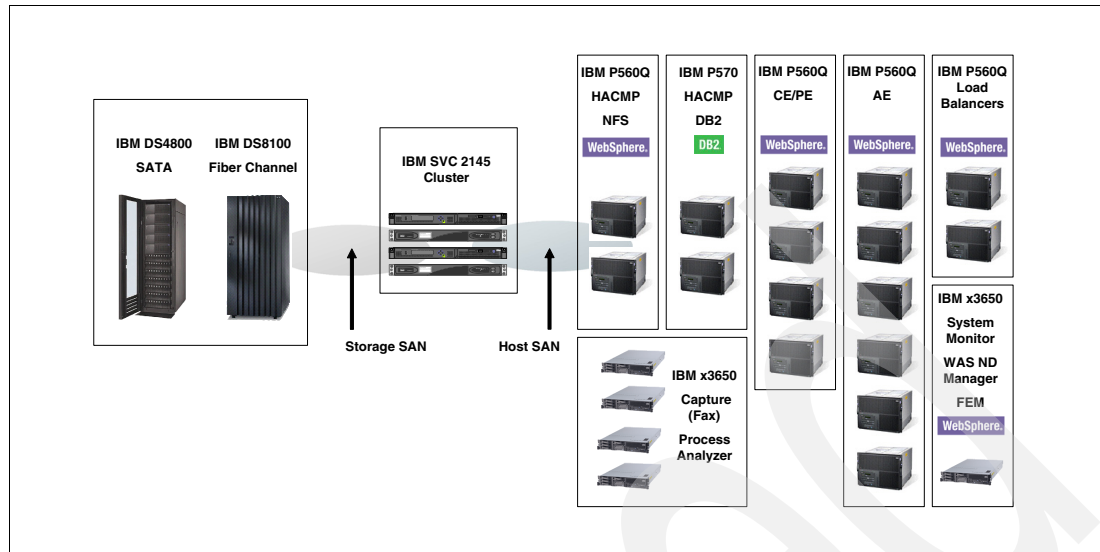 IBM DS4800
SATA
IBM DS8100
Fiber Channel
IBM SVC 2145
Cluster
Storage SAN
Host SAN
IBM P560Q
HACMP
NFS
WebSphere.
IBM P570
HACMP
DB2
DB2
IBM P560Q
CE/PE
WebSphere.
IBM P560Q
AE
WebSphere.
IBM P560Q
Load
Balancers
WebSphere.
IBM x3650
Capture
(Fax)
Process
Analyzer
IBM x3650
System
Monitor
WAS ND
Manager
FEM
WebSphere.